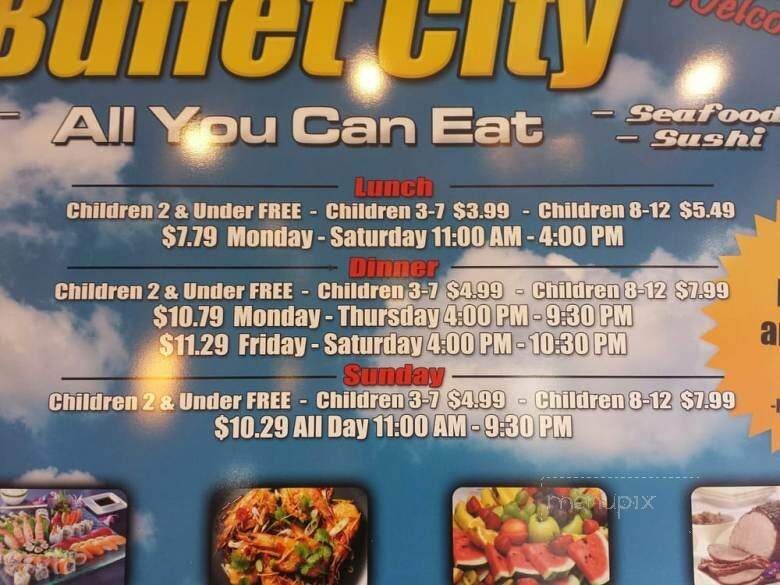 Buffet City
All You Can Eat
- Seafood
- Sushi
Lunch
Children 2 & Under FREE - Children 3-7 $3.99 - Children 8-12 $5.49
$7.79 Monday - Saturday 11:00 AM - 4:00 PM
Dinner
Children 2 & Under FREE - Children 3-7 $4.99 - Children 8-12 $7.99
$10.79 Monday - Thursday 4:00 PM - 9:30 PM
$11.29 Friday - Saturday 4:00 PM - 10:30 PM
Sunday
Children 2 & Under FREE - Children 3-7 $4.99 - Children 8-12 $7.99
$10.29 All Day 11:00 AM - 9:30 PM
menupix